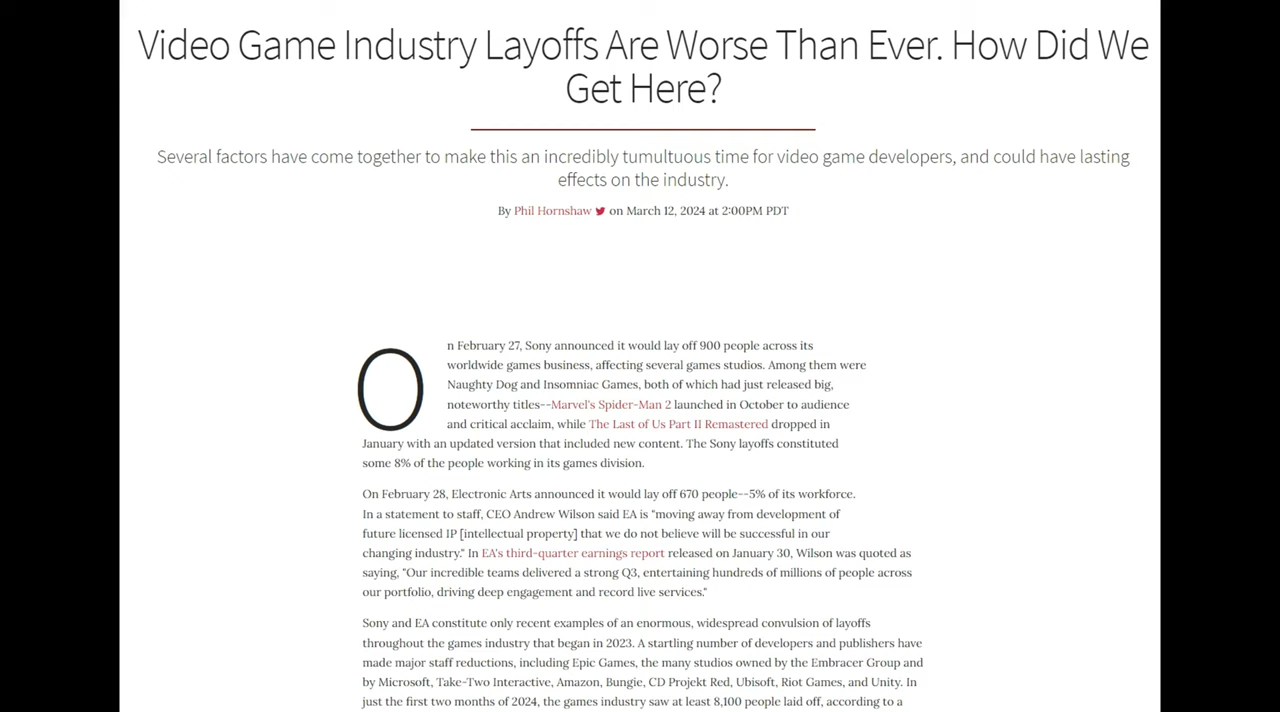 Video Game Industry Layoffs Are Worse Than Ever. How Did We
Get Here?
Several factors have come together to make this an incredibly tumultuous time for video game developers, and could have lasting
effects on the industry.
By Phil Hornshaw on March 12, 2024 at 2:00PM PDT
On February 27, Sony announced it would lay off 900 people across its
worldwide games business, affecting several games studios. Among them were
Naughty Dog and Insomniac Games, both of which had just released big,
noteworthy titles--Marvel's Spider-Man 2 launched in October to audience
and critical acclaim, while The Last of Us Part II Remastered dropped in
January with an updated version that included new content. The Sony layoffs constituted
some 8% of the people working in its games division.
On February 28, Electronic Arts announced it would lay off 670 people--5% of its workforce.
In a statement to staff, CEO Andrew Wilson said EA is "moving away from development of
future licensed IP [intellectual property] that we do not believe will be successful in our
changing industry." In EA's third-quarter earnings report released on January 30, Wilson was quoted as
saying, "Our incredible teams delivered a strong Q3, entertaining hundreds of millions of people across
our portfolio, driving deep engagement and record live services."
Sony and EA constitute only recent examples of an enormous, widespread convulsion of layoffs
throughout the games industry that began in 2023. A startling number of developers and publishers have
made major staff reductions, including Epic Games, the many studios owned by the Embracer Group and
by Microsoft, Take-Two Interactive, Amazon, Bungie, CD Projekt Red, Ubisoft, Riot Games, and Unity. In
just the first two months of 2024, the games industry saw at least 8,100 people laid off, according to a